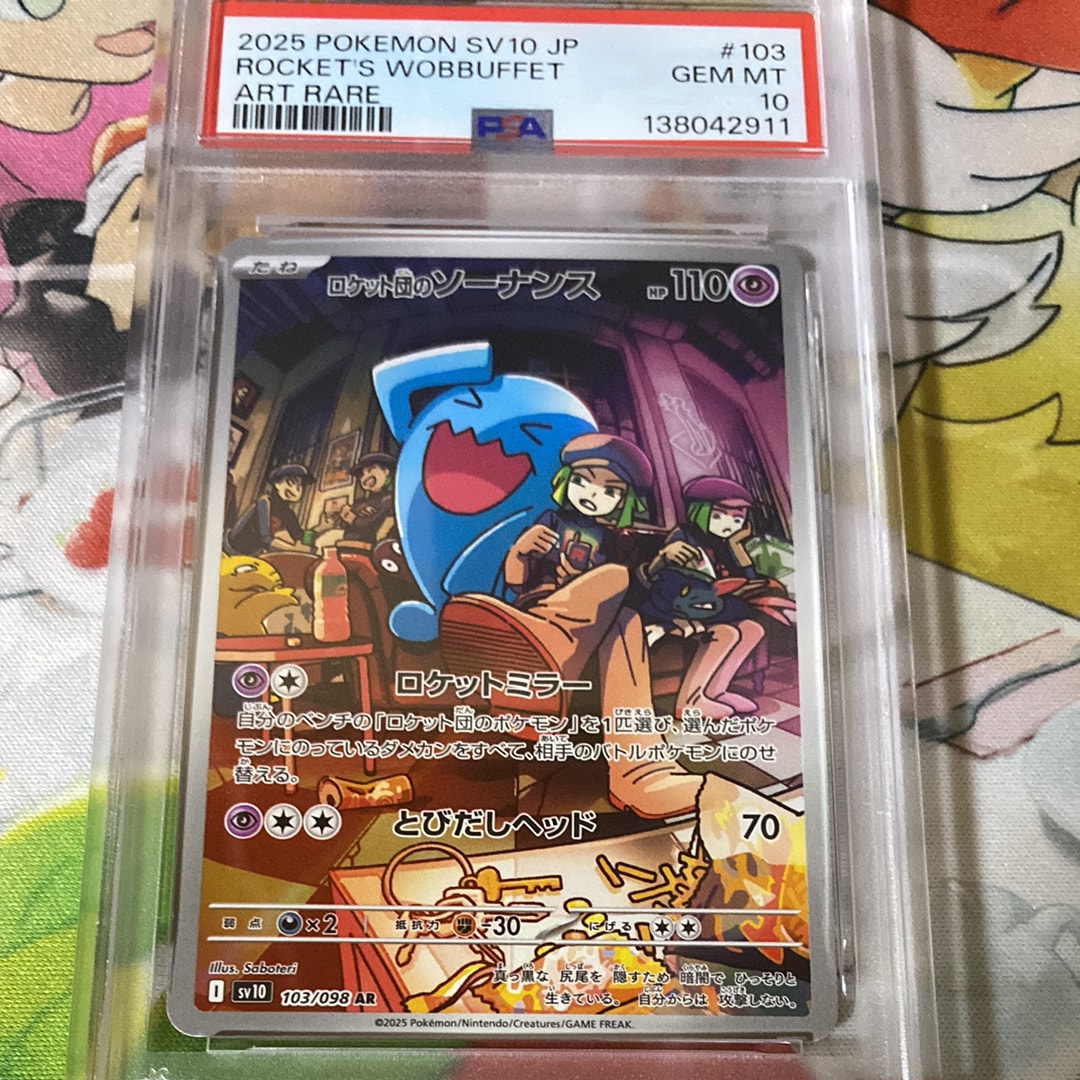 2025 POKEMON SV10 JP #103
ROCKET'S WOBBUFFET GEM MT
ART RARE 10
PSA 138042911
たね ロケット団のソーナンス HP 110
ロケットミラー
自分のベンチの「ロケット団のポケモン」を1匹選び、選んだポケ
モンにのっているダメカンをすべて、相手のバトルポケモンにのせ
替える。
とびだしヘッド 70
弱点 ×2 抵抗力 -30 にげる
Illus. Saboteri
真っ黒な 尻尾を 隠すため 暗闇で ひっそりと
生きている。 自分からは 攻撃しない。
I sv10 103/098 AR
©2025 Pokémon/Nintendo/Creatures/GAME FREAK.